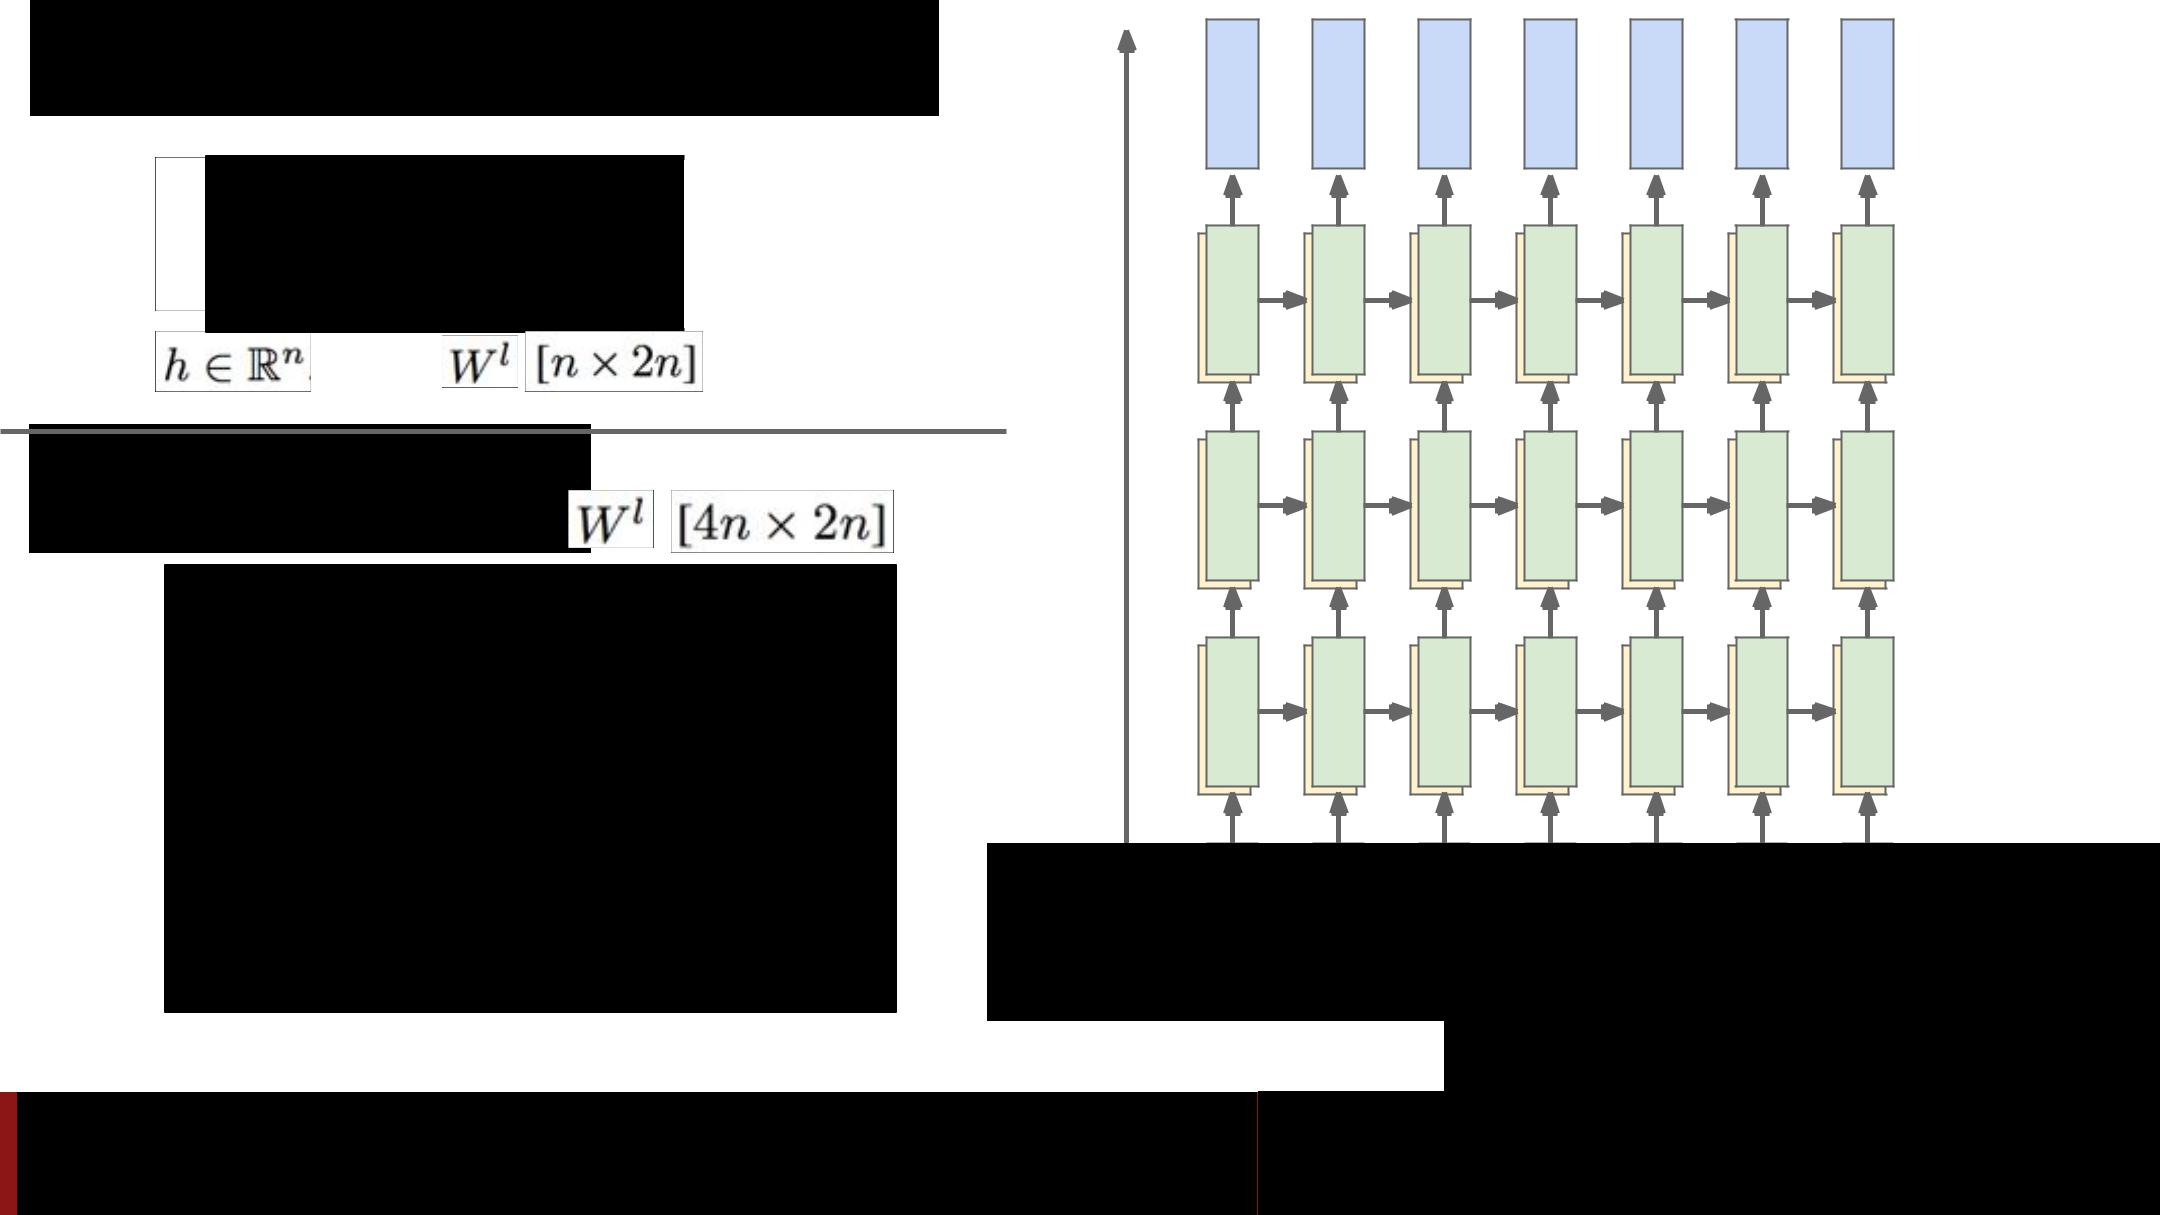 h ∈ ℝⁿ. Wˡ [n × 2n]
Wˡ [4n × 2n]